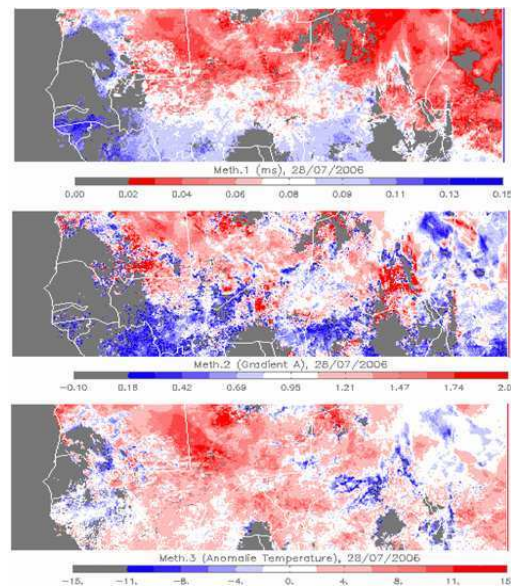 Meth.1 (ms), 28/07/2006
0.00 0.02 0.04 0.06 0.08 0.09 0.11 0.13 0.15
Meth.2 (Gradient A), 28/07/2006
-0.10 0.18 0.42 0.69 0.95 1.21 1.47 1.74 2.0
Meth.3 (Anomalie Temperature), 28/07/2006
-15. -11. -8. -4. 0. 4. 8. 11. 15